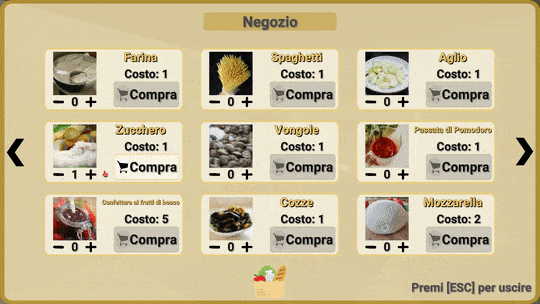 Negozio
Farina
Costo: 1
− 0 +
Compra
Spaghetti
Costo: 1
− 0 +
Compra
Aglio
Costo: 1
− 0 +
Compra
Zucchero
Costo: 1
− 1 +
Compra
Vongole
Costo: 1
− 0 +
Compra
Passata di Pomodoro
Costo: 1
− 0 +
Compra
Confettura ai frutti di bosco
Costo: 5
− 0 +
Compra
Cozze
Costo: 1
− 0 +
Compra
Mozzarella
Costo: 2
− 0 +
Compra
Premi [ESC] per uscire